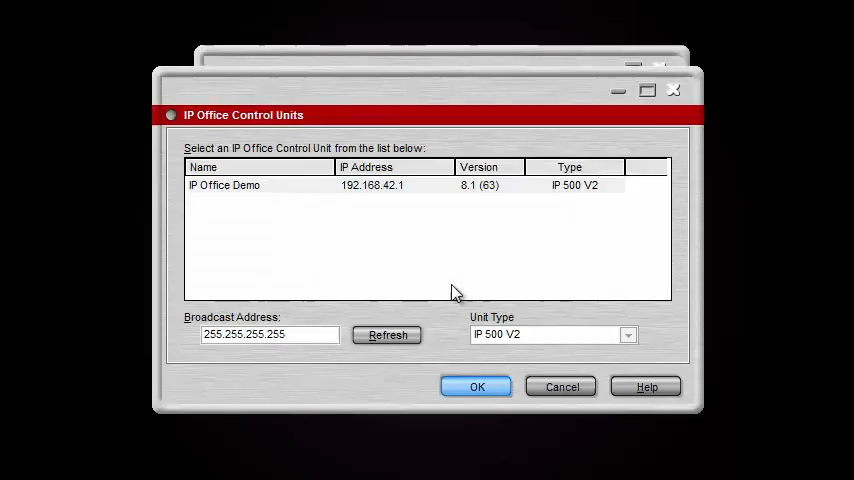 IP Office Control Units
Select an IP Office Control Unit from the list below:
Name IP Address Version Type
IP Office Demo 192.168.42.1 8.1 (63) IP 500 V2
Broadcast Address: Unit Type
255.255.255.255 Refresh IP 500 V2
OK Cancel Help